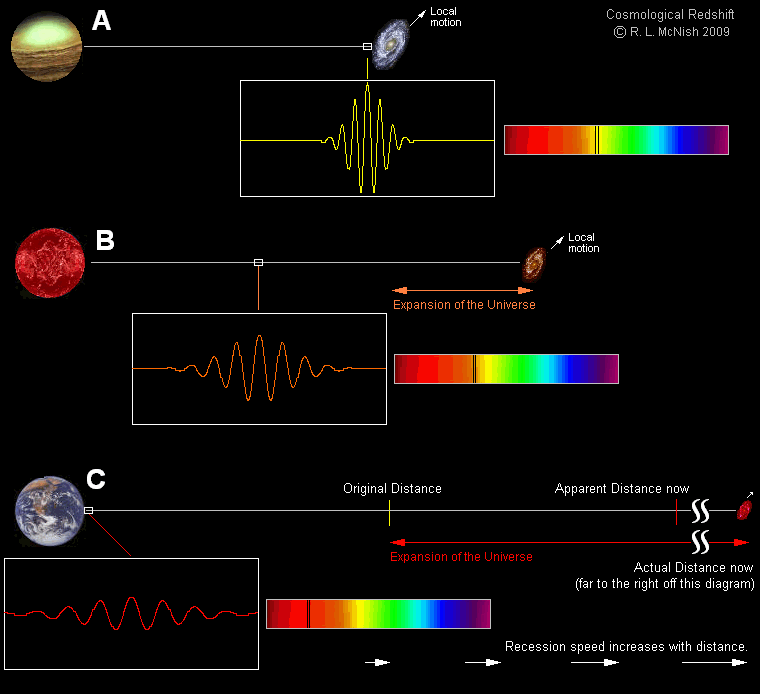 A
Local
motion
Cosmological Redshift
© R. L. McNish 2009
B
Local
motion
Expansion of the Universe
C
Original Distance
Apparent Distance now
Expansion of the Universe
Actual Distance now
(far to the right off this diagram)
Recession speed increases with distance.